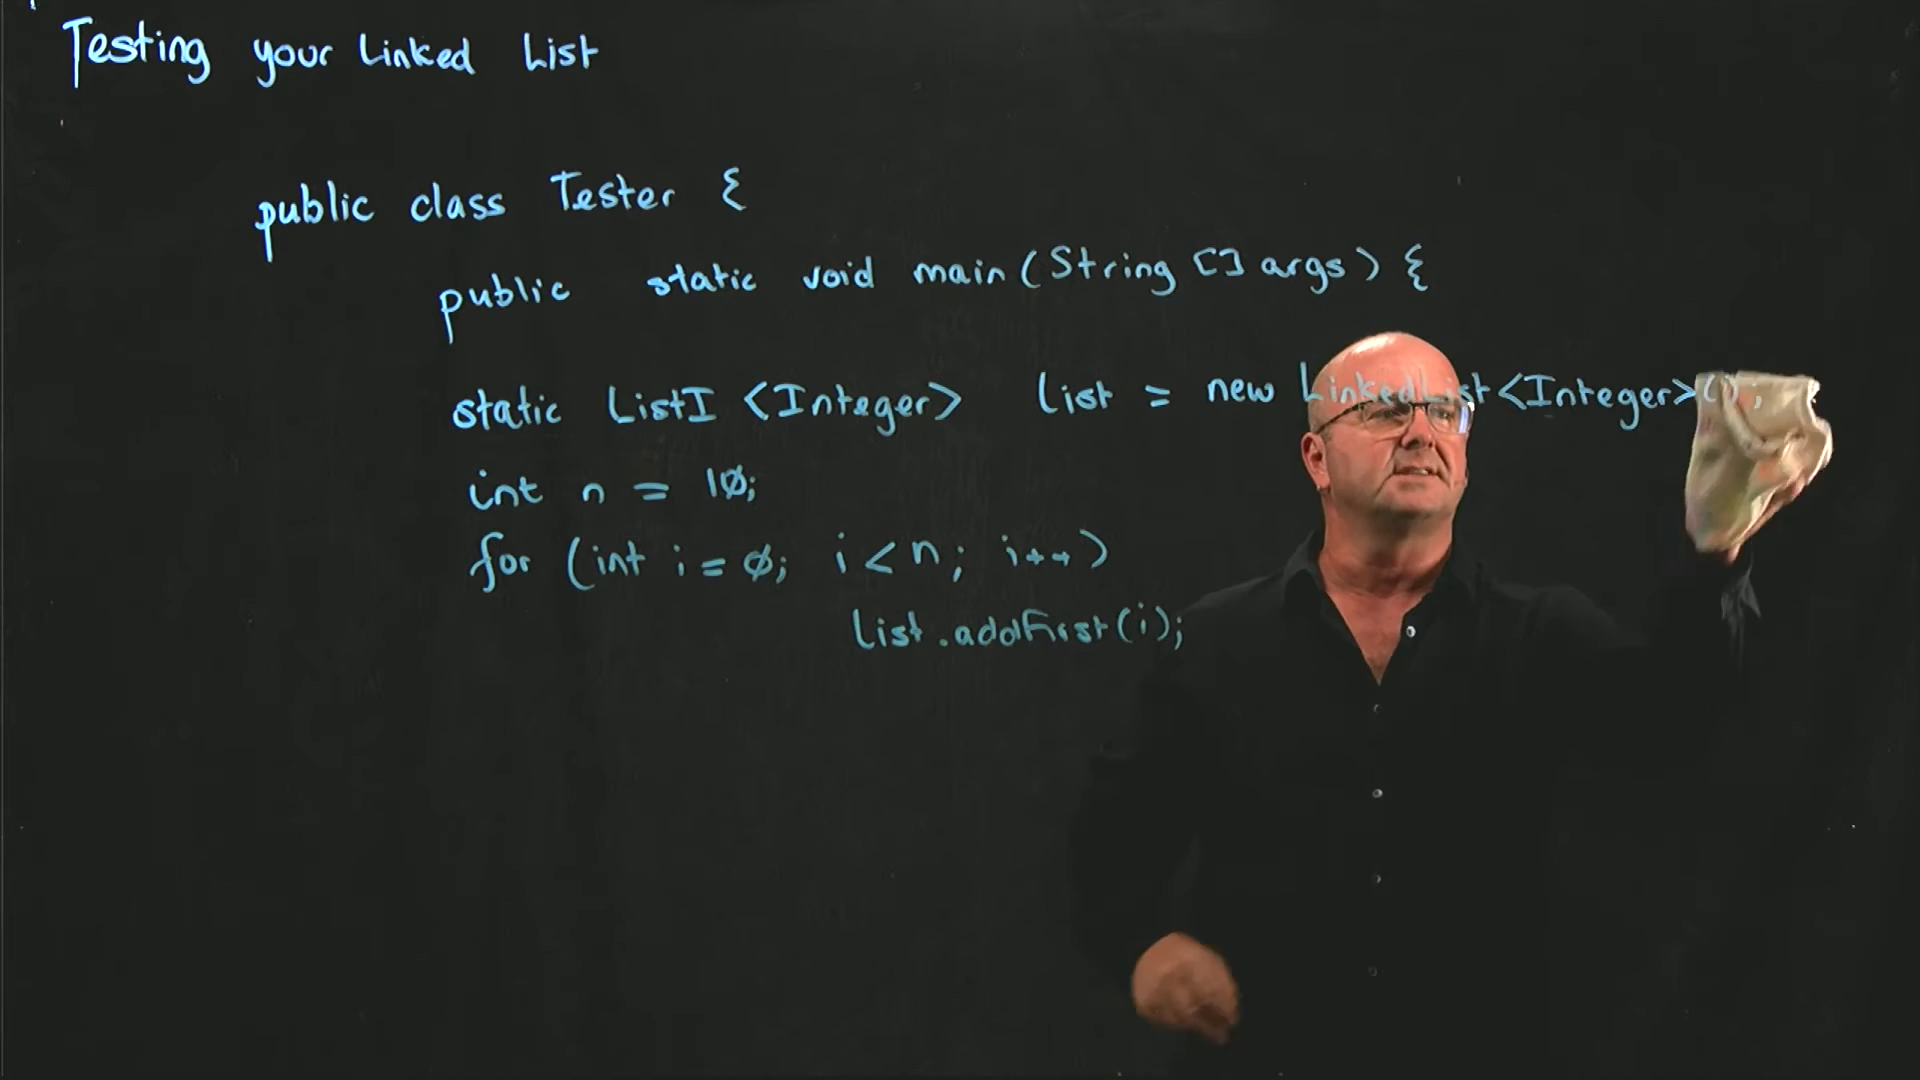 Testing your Linked List
public class Tester {
public static void main (String [] args) {
static ListI <Integer> list = new LinkedList<Integer>();
int n = 10;
for (int i = 0; i < n; i++)
list.addFirst(i);